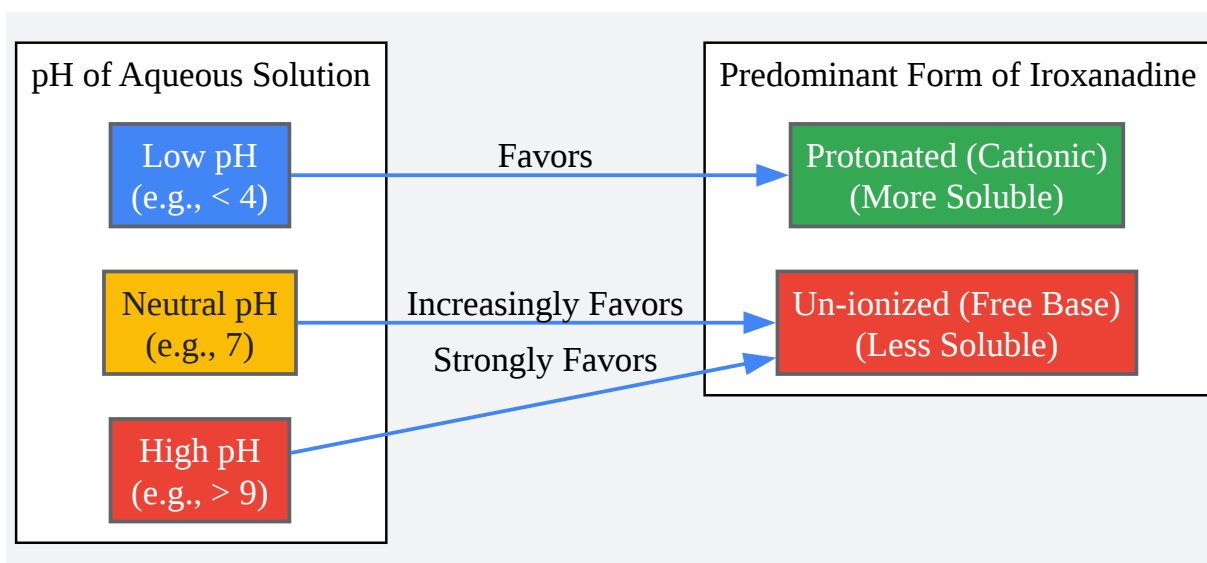 pH of Aqueous Solution
Predominant Form of Iroxanadine
Low pH
(e.g., < 4)
Favors
Protonated (Cationic)
(More Soluble)
Neutral pH
(e.g., 7)
Increasingly Favors
Un-ionized (Free Base)
(Less Soluble)
Strongly Favors
High pH
(e.g., > 9)